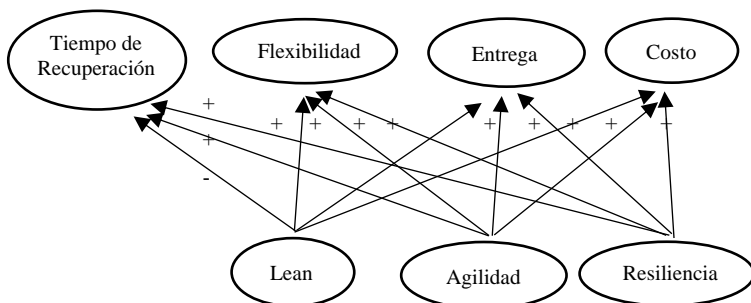 Tiempo de
Recuperación
Flexibilidad
Entrega
Costo
+
+ + + + + + + + +
+
-
Lean
Agilidad
Resiliencia